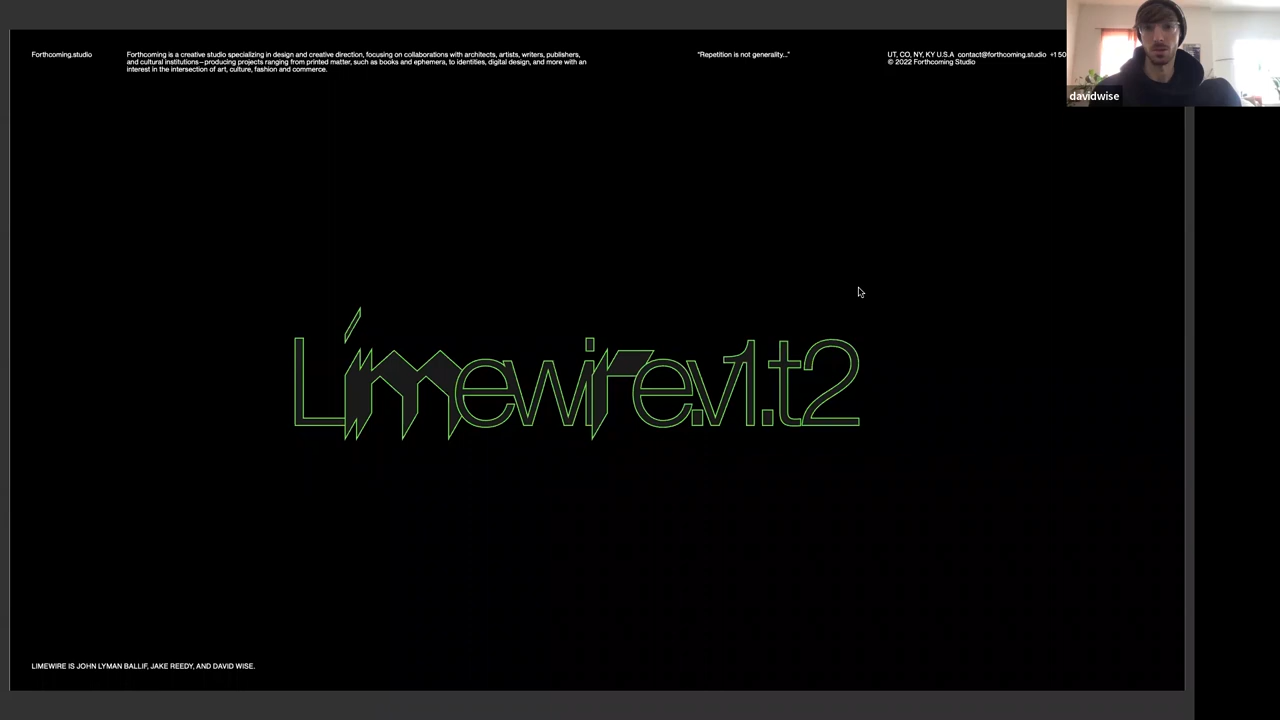 Forthcoming.studio
Forthcoming is a creative studio specializing in design and creative direction, focusing on collaborations with architects, artists, writers, publishers,
and cultural institutions—producing projects ranging from printed matter, such as books and ephemera, to identities, digital design, and more with an
interest in the intersection of art, culture, fashion and commerce.
"Repetition is not generality..."
UT, CO, NY, KY U.S.A contact@forthcoming.studio +1 50
© 2022 Forthcoming Studio
davidwise
Limewire.v1.t2
LIMEWIRE IS JOHN LYMAN BALLIF, JAKE REEDY, AND DAVID WISE.